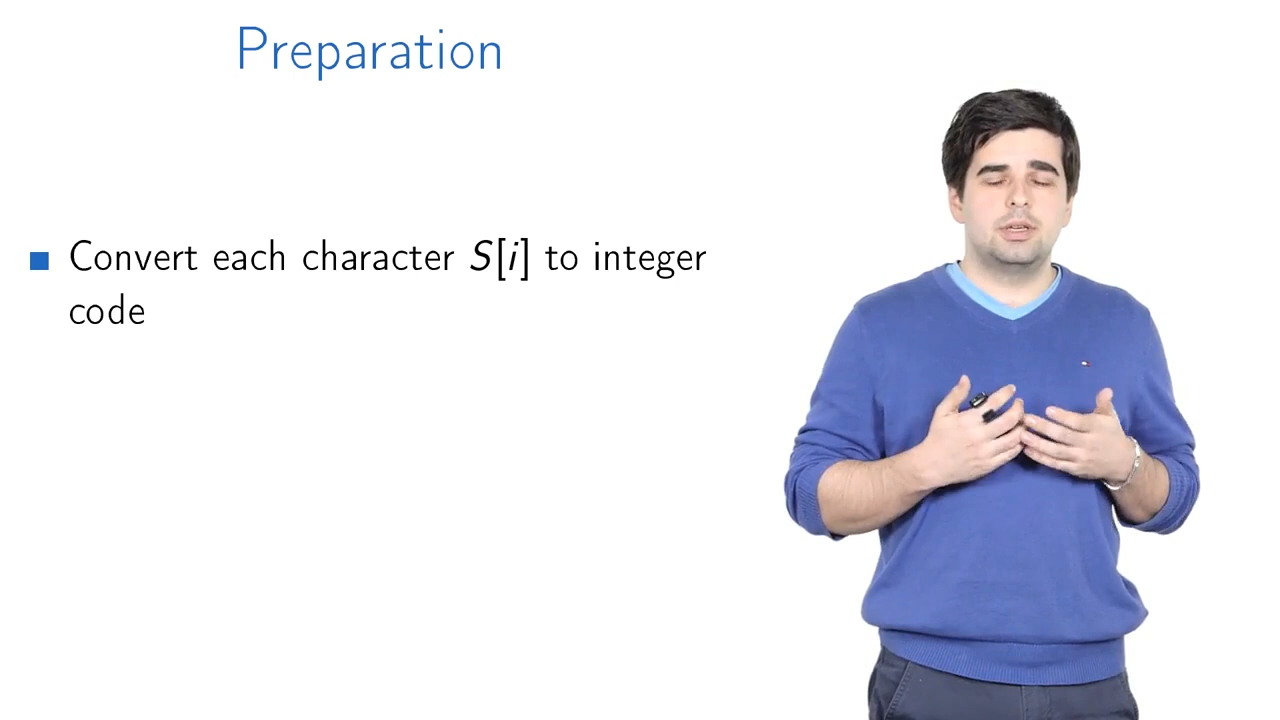 Preparation
Convert each character S[i] to integer
code